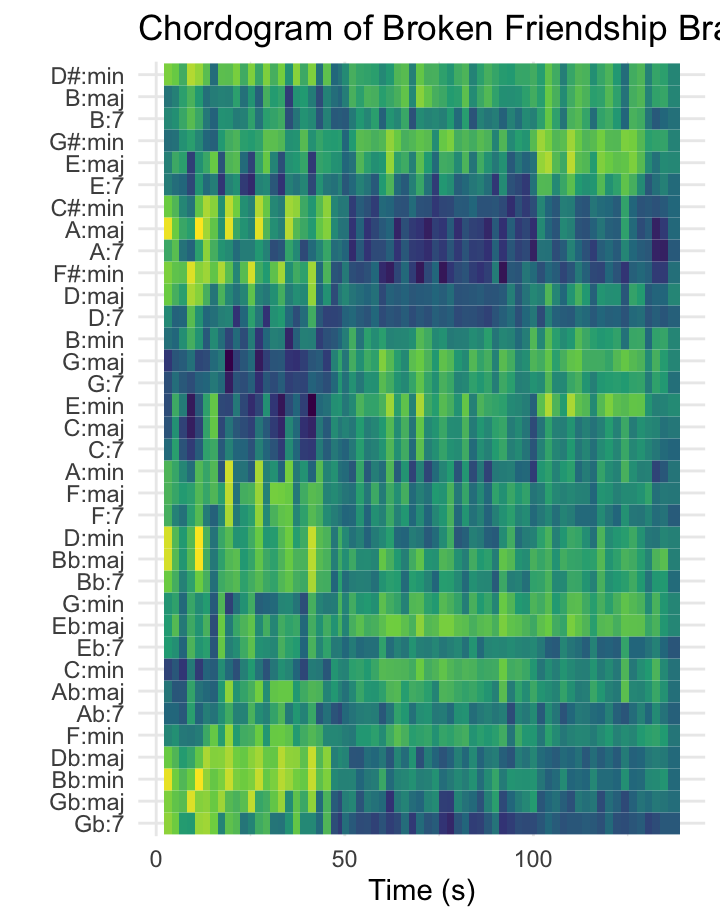 Chordogram of Broken Friendship Bra
D#:min
B:maj
B:7
G#:min
E:maj
E:7
C#:min
A:maj
A:7
F#:min
D:maj
D:7
B:min
G:maj
G:7
E:min
C:maj
C:7
A:min
F:maj
F:7
D:min
Bb:maj
Bb:7
G:min
Eb:maj
Eb:7
C:min
Ab:maj
Ab:7
F:min
Db:maj
Bb:min
Gb:maj
Gb:7
0 50 100
Time (s)